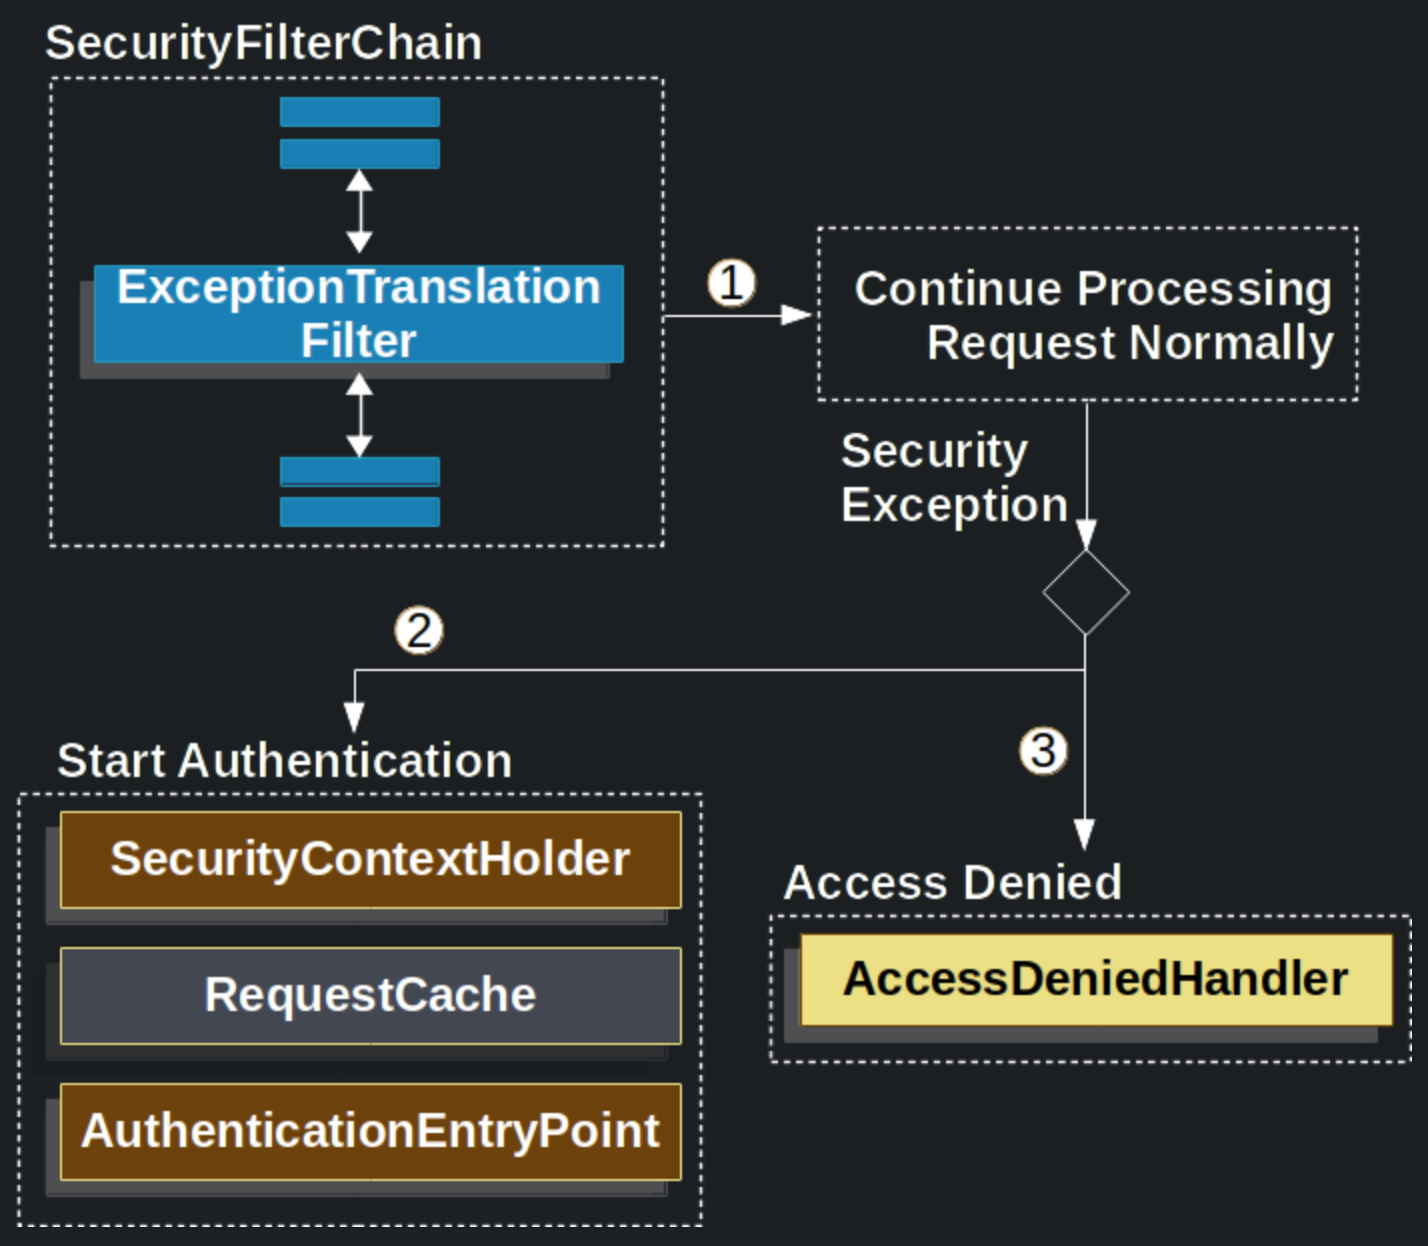 SecurityFilterChain
ExceptionTranslation
Filter
1
Continue Processing
Request Normally
Security
Exception
2
3
Start Authentication
SecurityContextHolder
RequestCache
AuthenticationEntryPoint
Access Denied
AccessDeniedHandler